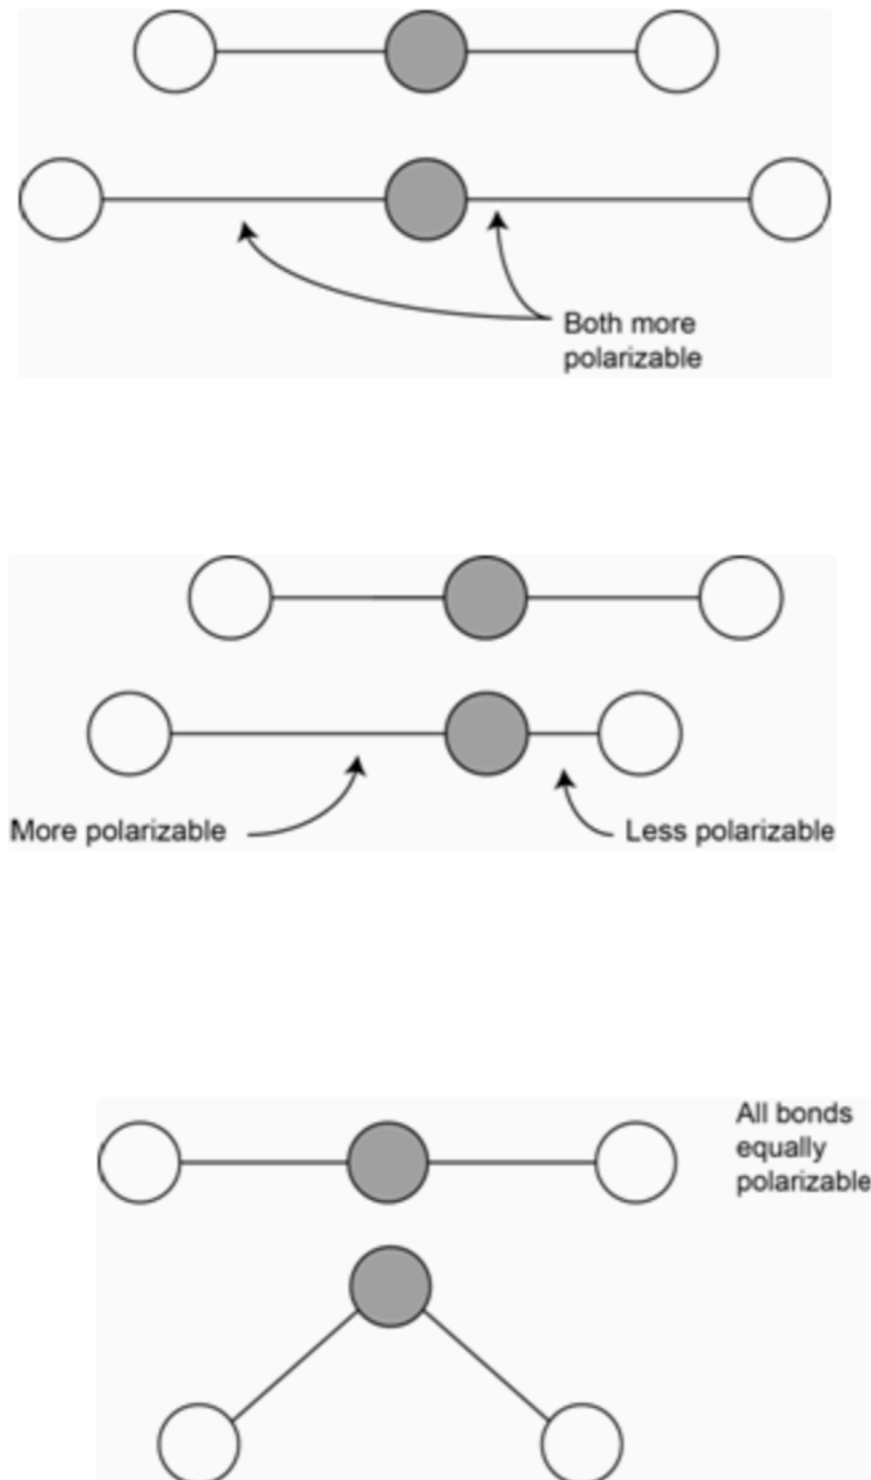 Both more
polarizable
More polarizable
Less polarizable
All bonds
equally
polarizable